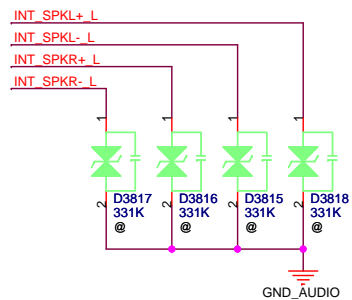 INT_SPKL+_L
INT_SPKL-_L
INT_SPKR+_L
INT_SPKR-_L
1 1 1 1
2 2 2 2
D3817 D3816 D3815 D3818
331K 331K 331K 331K
@ @ @ @
GND_AUDIO